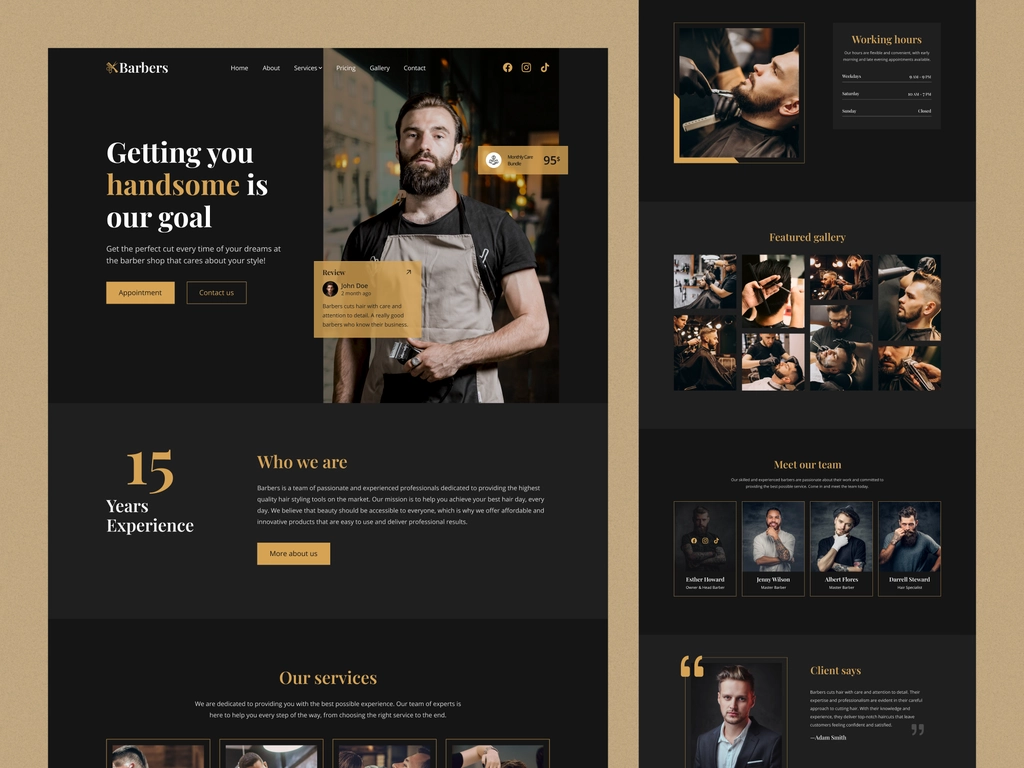 Barbers
Home About Services Pricing Gallery Contact
Getting you
handsome is
our goal
Get the perfect cut every time of your dreams at
the barber shop that cares about your style!
Appointment Contact us
Monthly Care
Bundle
95$
Review
John Doe
2 month ago
Barbers cuts hair with care and
attention to detail. A really good
barbers who know their business.
15
Years
Experience
Who we are
Barbers is a team of passionate and experienced professionals dedicated to providing the highest
quality hair styling tools on the market. Our mission is to help you achieve your best hair day, every
day. We believe that beauty should be accessible to everyone, which is why we offer affordable and
innovative products that are easy to use and deliver professional results.
More about us
Our services
We are dedicated to providing you with the best possible experience. Our team of experts is
here to help you every step of the way, from choosing the right service to the end.
Working hours
Our hours are flexible and convenient, with early
morning and late evening appointments available.
Weekdays 9 AM - 9 PM
Saturday 10 AM - 7 PM
Sunday Closed
Featured gallery
Meet our team
Our skilled and experienced barbers are passionate about their work and committed to
providing the best possible service. Come in and meet the team today.
Esther Howard
Owner & Head Barber
Jenny Wilson
Master Barber
Albert Flores
Master Barber
Darrell Steward
Hair Specialist
Client says
Barbers cuts hair with care and attention to detail. Their
expertise and professionalism are evident in their careful
approach to cutting hair. With their knowledge and
experience, they deliver top-notch haircuts that leave
customers feeling confident and satisfied.
—Adam Smith